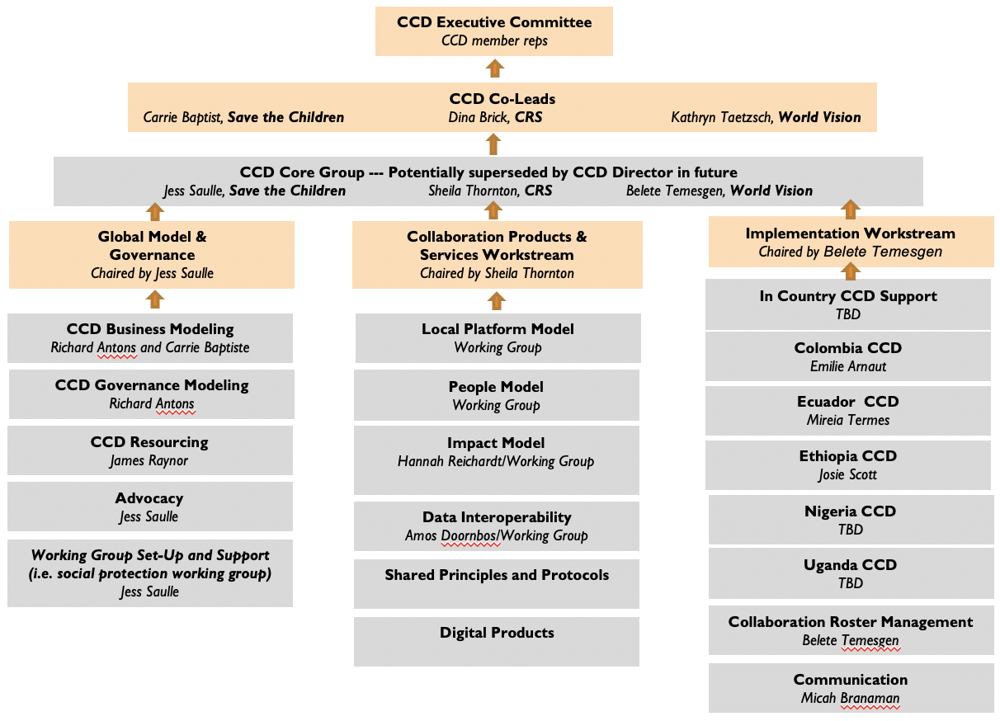 CCD Executive Committee
CCD member reps
CCD Co-Leads
Carrie Baptist, Save the Children Dina Brick, CRS Kathryn Taetzsch, World Vision
CCD Core Group --- Potentially superseded by CCD Director in future
Jess Saulle, Save the Children Sheila Thornton, CRS Belete Temesgen, World Vision
Global Model &
Governance
Chaired by Jess Saulle
CCD Business Modeling
Richard Antons and Carrie Baptiste
CCD Governance Modeling
Richard Antons
CCD Resourcing
James Raynor
Advocacy
Jess Saulle
Working Group Set-Up and Support
(i.e. social protection working group)
Jess Saulle
Collaboration Products &
Services Workstream
Chaired by Sheila Thornton
Local Platform Model
Working Group
People Model
Working Group
Impact Model
Hannah Reichardt/Working Group
Data Interoperability
Amos Doornbos/Working Group
Shared Principles and Protocols
Digital Products
Implementation Workstream
Chaired by Belete Temesgen
In Country CCD Support
TBD
Colombia CCD
Emilie Arnaut
Ecuador CCD
Mireia Termes
Ethiopia CCD
Josie Scott
Nigeria CCD
TBD
Uganda CCD
TBD
Collaboration Roster Management
Belete Temesgen
Communication
Micah Branaman